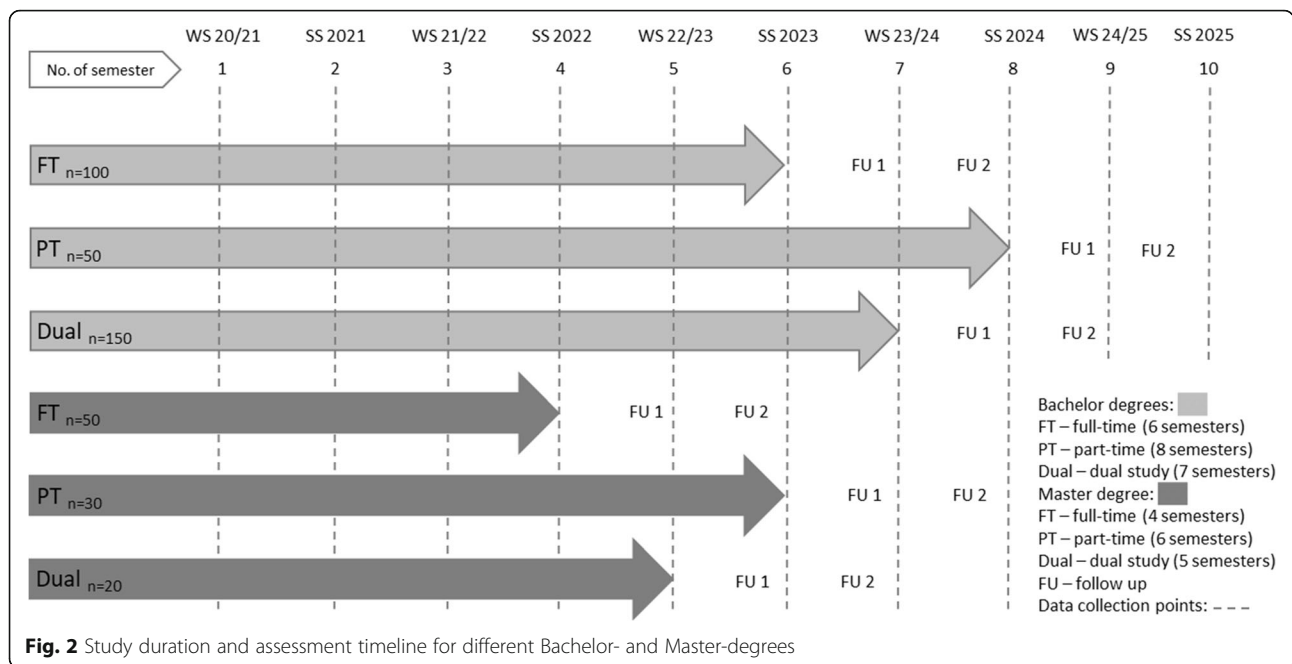 WS 20/21 SS 2021 WS 21/22 SS 2022 WS 22/23 SS 2023 WS 23/24 SS 2024 WS 24/25 SS 2025
No. of semester 1 2 3 4 5 6 7 8 9 10
FT n=100 FU 1 FU 2
PT n=50 FU 1 FU 2
Dual n=150 FU 1 FU 2
FT n=50 FU 1 FU 2
PT n=30 FU 1 FU 2
Dual n=20 FU 1 FU 2
Bachelor degrees:
FT – full-time (6 semesters)
PT – part-time (8 semesters)
Dual – dual study (7 semesters)
Master degree:
FT – full-time (4 semesters)
PT – part-time (6 semesters)
Dual – dual study (5 semesters)
FU – follow up
Data collection points: – – –
Fig. 2 Study duration and assessment timeline for different Bachelor- and Master-degrees